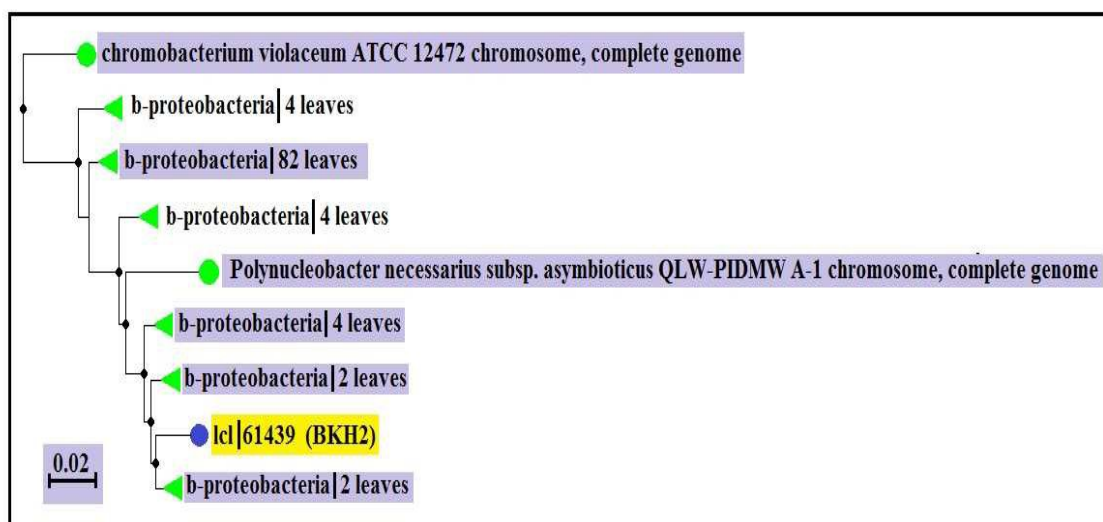 chromobacterium violaceum ATCC 12472 chromosome, complete genome
b-proteobacteria|4 leaves
b-proteobacteria|82 leaves
b-proteobacteria|4 leaves
Polynucleobacter necessarius subsp. asymbioticus QLW-PIDMW A-1 chromosome, complete genome
b-proteobacteria|4 leaves
b-proteobacteria|2 leaves
lcl|61439 (BKH2)
0.02
b-proteobacteria|2 leaves